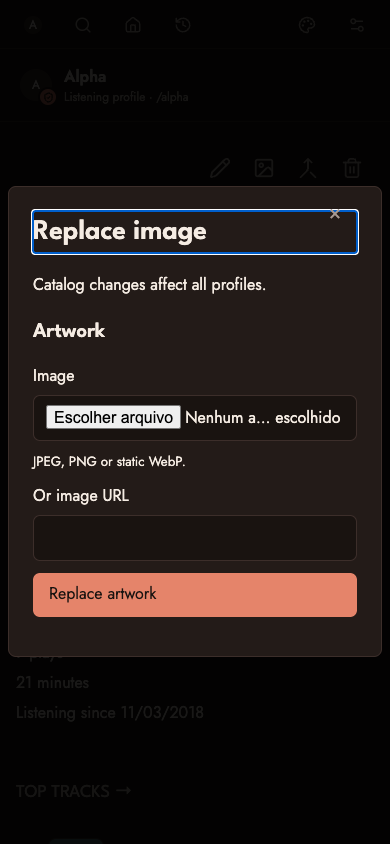 A
A
Alpha
Listening profile · /alpha
×
Replace image
Catalog changes affect all profiles.
Artwork
Image
Escolher arquivo Nenhum a... escolhido
JPEG, PNG or static WebP.
Or image URL
Replace artwork
21 minutes
Listening since 11/03/2018
TOP TRACKS →